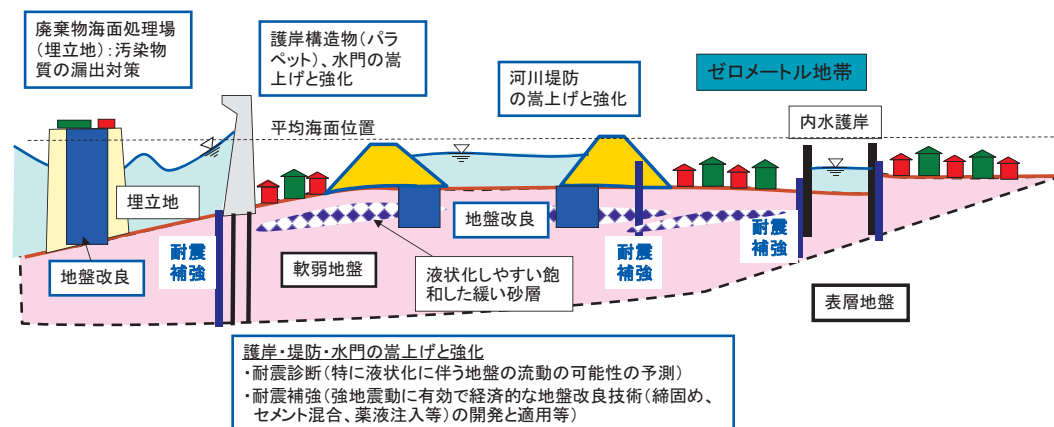 廃棄物海面処理場
(埋立地):汚染物
質の漏出対策
護岸構造物(パラ
ペット)、水門の嵩
上げと強化
河川堤防
の嵩上げと強化
ゼロメートル地帯
平均海面位置
内水護岸
埋立地
地盤改良
耐震
補強
軟弱地盤
地盤改良
液状化しやすい飽
和した緩い砂層
耐震
補強
耐震
補強
表層地盤
護岸・堤防・水門の嵩上げと強化
・耐震診断(特に液状化に伴う地盤の流動の可能性の予測)
・耐震補強(強地震動に有効で経済的な地盤改良技術(締固め、
セメント混合、薬液注入等)の開発と適用等)